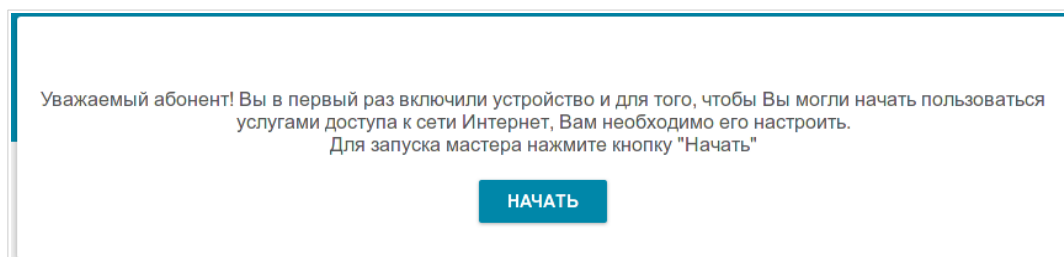 Уважаемый абонент! Вы в первый раз включили устройство и для того, чтобы Вы могли начать пользоваться
услугами доступа к сети Интернет, Вам необходимо его настроить.
Для запуска мастера нажмите кнопку "Начать"
НАЧАТЬ